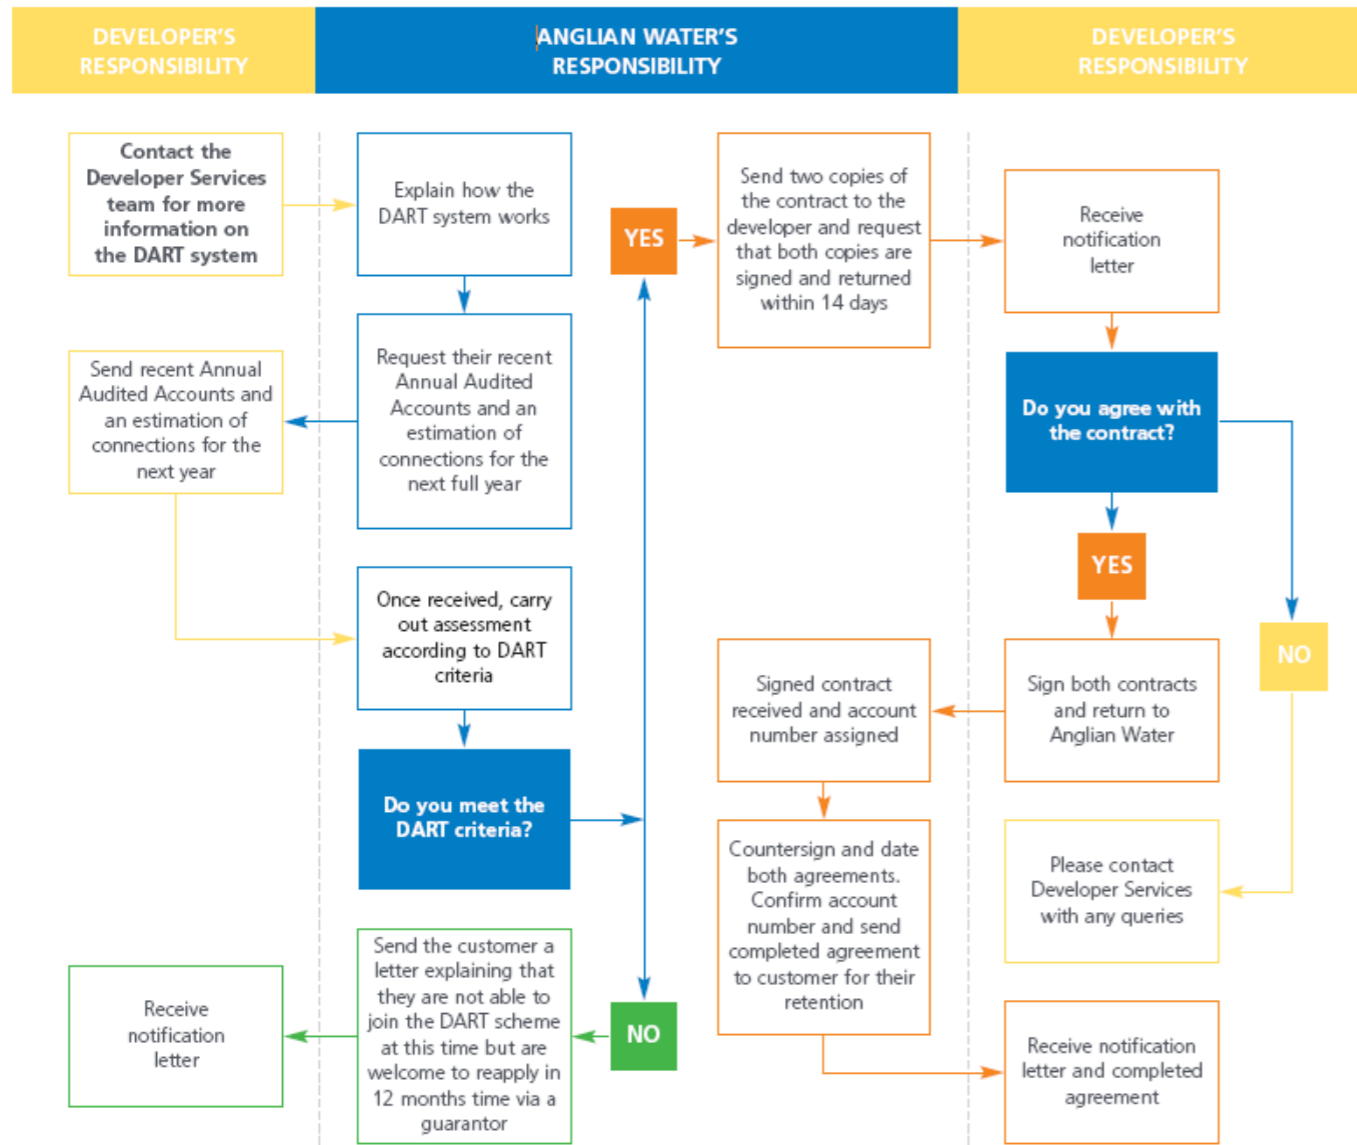 DEVELOPER'S
RESPONSIBILITY
ANGLIAN WATER'S
RESPONSIBILITY
DEVELOPER'S
RESPONSIBILITY
Contact the
Developer Services
team for more
information on
the DART system
Explain how the
DART system works
Request their recent
Annual Audited
Accounts and an
estimation of
connections for the
next full year
Send recent Annual
Audited Accounts and
an estimation of
connections for the
next year
Once received, carry
out assessment
according to DART
criteria
Do you meet the
DART criteria?
YES
Send two copies of
the contract to the
developer and request
that both copies are
signed and returned
within 14 days
Receive
notification
letter
Do you agree with
the contract?
YES
NO
Sign both contracts
and return to
Anglian Water
Signed contract
received and account
number assigned
Countersign and date
both agreements.
Confirm account
number and send
completed agreement
to customer for their
retention
Please contact
Developer Services
with any queries
Receive notification
letter and completed
agreement
NO
Send the customer a
letter explaining that
they are not able to
join the DART scheme
at this time but are
welcome to reapply in
12 months time via a
guarantor
Receive
notification
letter